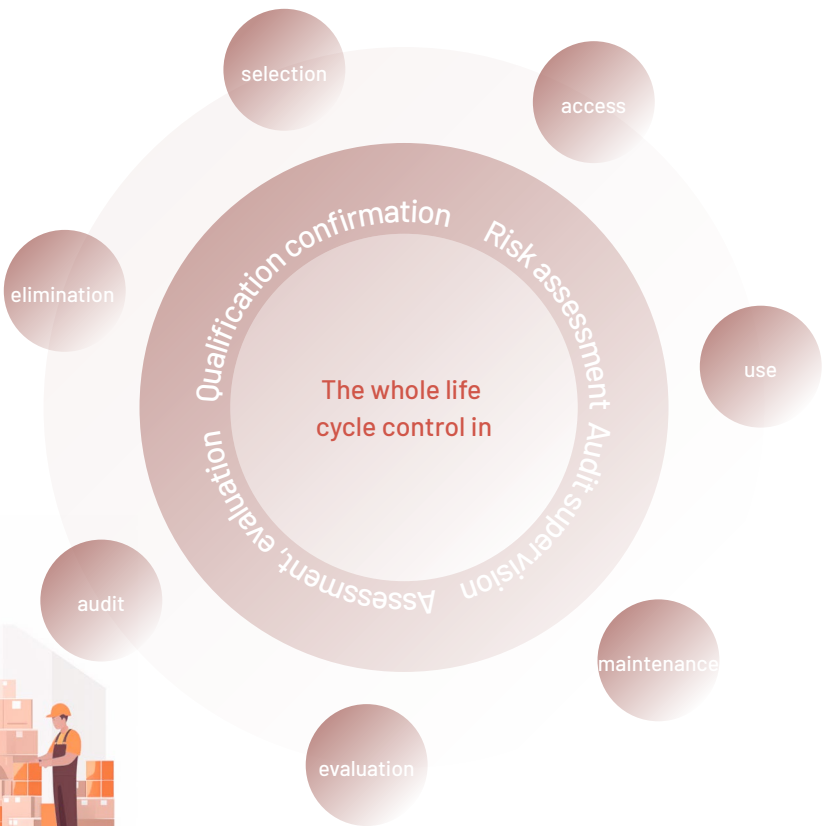 selection
access
Qualification confirmation
Risk assessment
elimination
use
The whole life
cycle control in
Audit supervision
Assessment, evaluation
audit
maintenance
evaluation